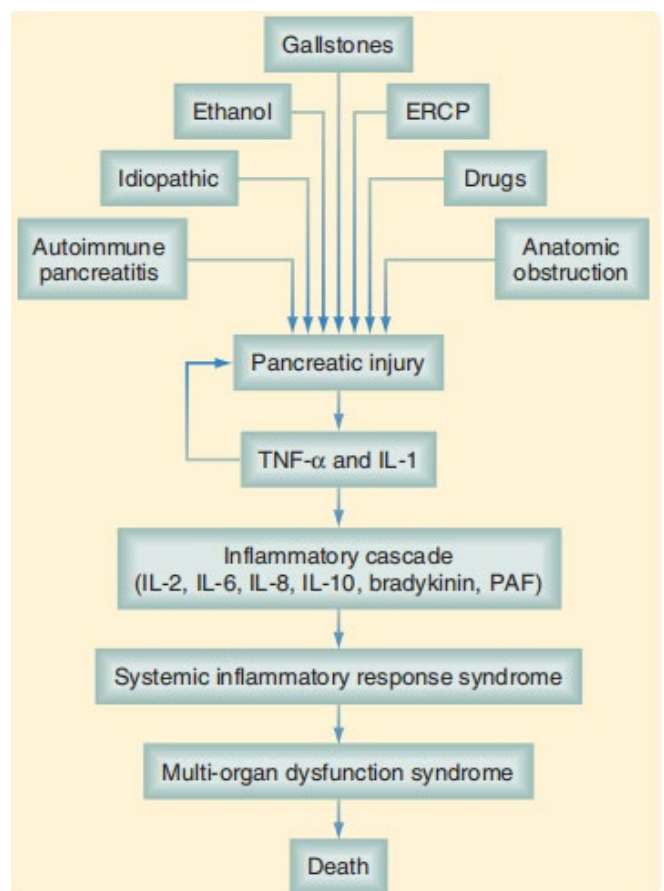 Gallstones
Ethanol
ERCP
Idiopathic
Drugs
Autoimmune
pancreatitis
Anatomic
obstruction
Pancreatic injury
TNF-α and IL-1
Inflammatory cascade
(IL-2, IL-6, IL-8, IL-10, bradykinin, PAF)
Systemic inflammatory response syndrome
Multi-organ dysfunction syndrome
Death